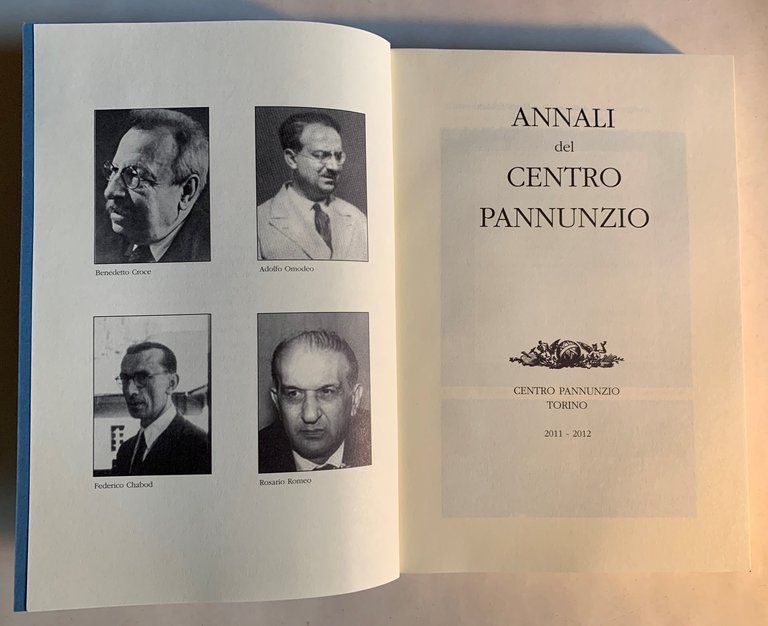 Benedetto Croce
Adolfo Omodeo
Federico Chabod
Rosario Romeo
ANNALI
del
CENTRO
PANNUNZIO
CENTRO PANNUNZIO
TORINO
2011 - 2012